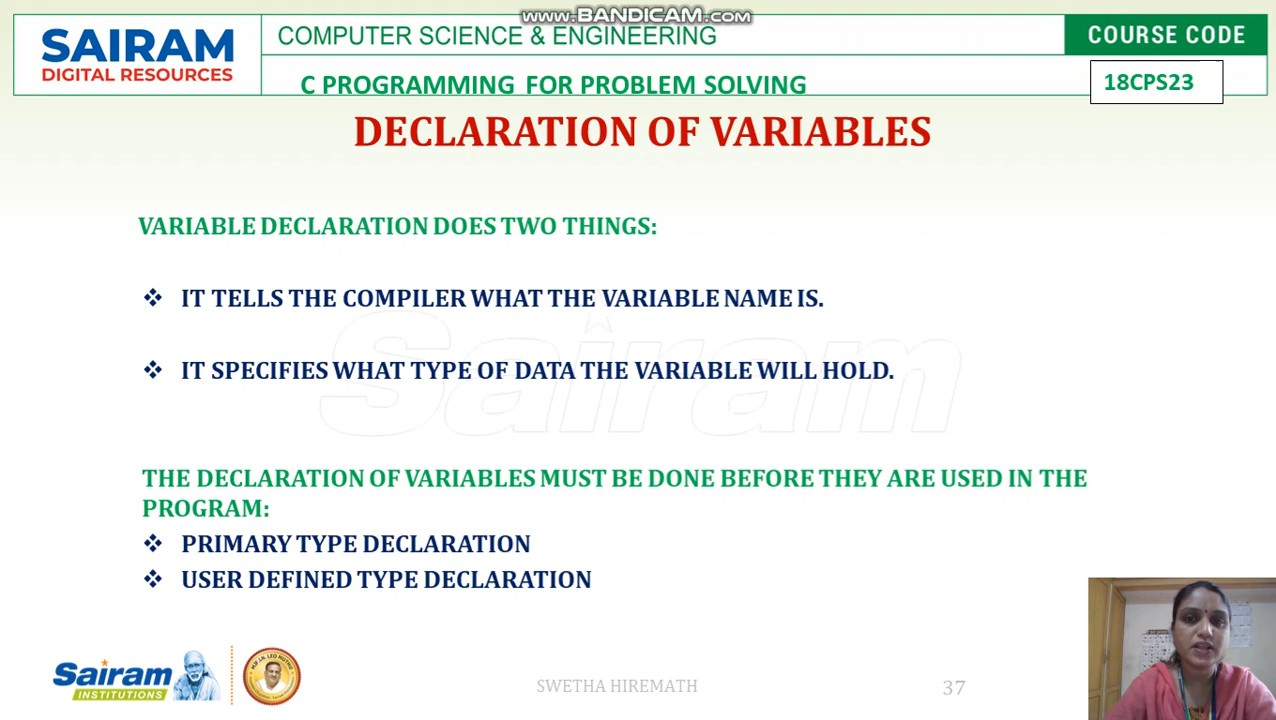 www.BANDICAM.com
SAIRAM
DIGITAL RESOURCES
COMPUTER SCIENCE & ENGINEERING
COURSE CODE
C PROGRAMMING FOR PROBLEM SOLVING
18CPS23
DECLARATION OF VARIABLES
VARIABLE DECLARATION DOES TWO THINGS:
❖ IT TELLS THE COMPILER WHAT THE VARIABLE NAME IS.
❖ IT SPECIFIES WHAT TYPE OF DATA THE VARIABLE WILL HOLD.
Sairam
THE DECLARATION OF VARIABLES MUST BE DONE BEFORE THEY ARE USED IN THE
PROGRAM:
❖ PRIMARY TYPE DECLARATION
❖ USER DEFINED TYPE DECLARATION
Sairam
INSTITUTIONS
SWETHA HIREMATH
37